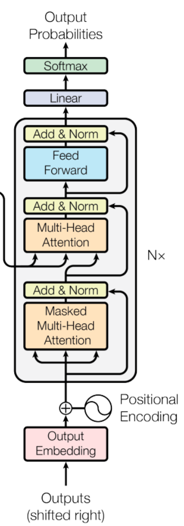 Output
Probabilities
Softmax
Linear
Add & Norm
Feed
Forward
Add & Norm
Multi-Head
Attention
N×
Add & Norm
Masked
Multi-Head
Attention
Positional
Encoding
Output
Embedding
Outputs
(shifted right)